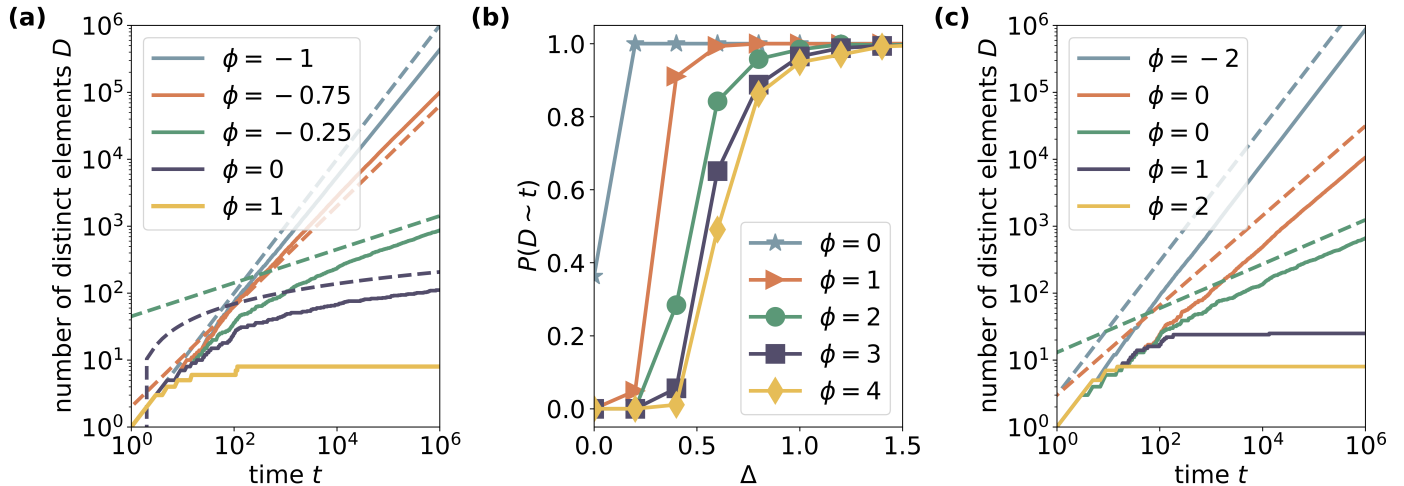 (a)
number of distinct elements D
10^6
10^5
10^4
10^3
10^2
10^1
10^0
ϕ = −1
ϕ = −0.75
ϕ = −0.25
ϕ = 0
ϕ = 1
10^0 10^2 10^4 10^6
time t
(b)
P(D ~ t)
1.0
0.8
0.6
0.4
0.2
0.0
ϕ = 0
ϕ = 1
ϕ = 2
ϕ = 3
ϕ = 4
0.0 0.5 1.0 1.5
Δ
(c)
number of distinct elements D
10^6
10^5
10^4
10^3
10^2
10^1
10^0
ϕ = −2
ϕ = 0
ϕ = 0
ϕ = 1
ϕ = 2
10^0 10^2 10^4 10^6
time t